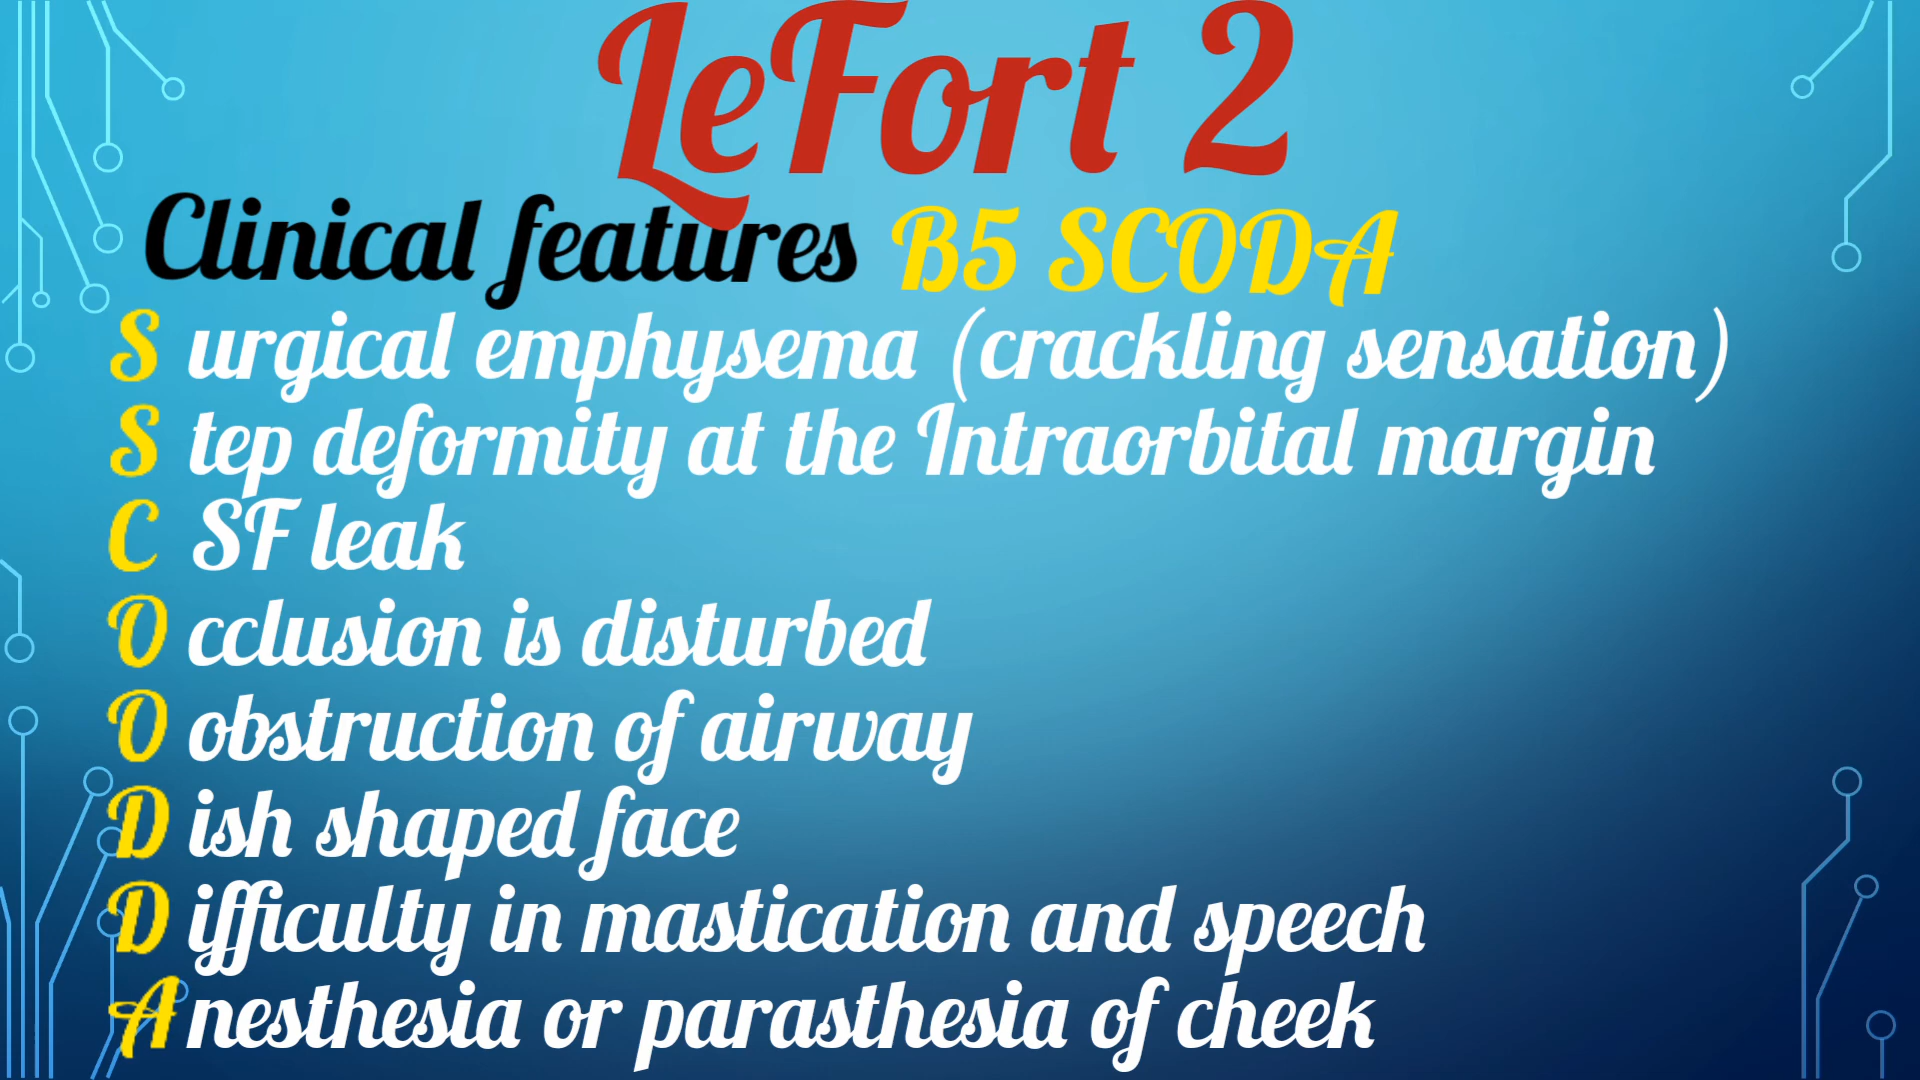 LeFort 2
Clinical features B5 SCODA
S urgical emphysema (crackling sensation)
S tep deformity at the Intraorbital margin
C SF leak
O cclusion is disturbed
O obstruction of airway
D ish shaped face
D ifficulty in mastication and speech
A nesthesia or parasthesia of cheek